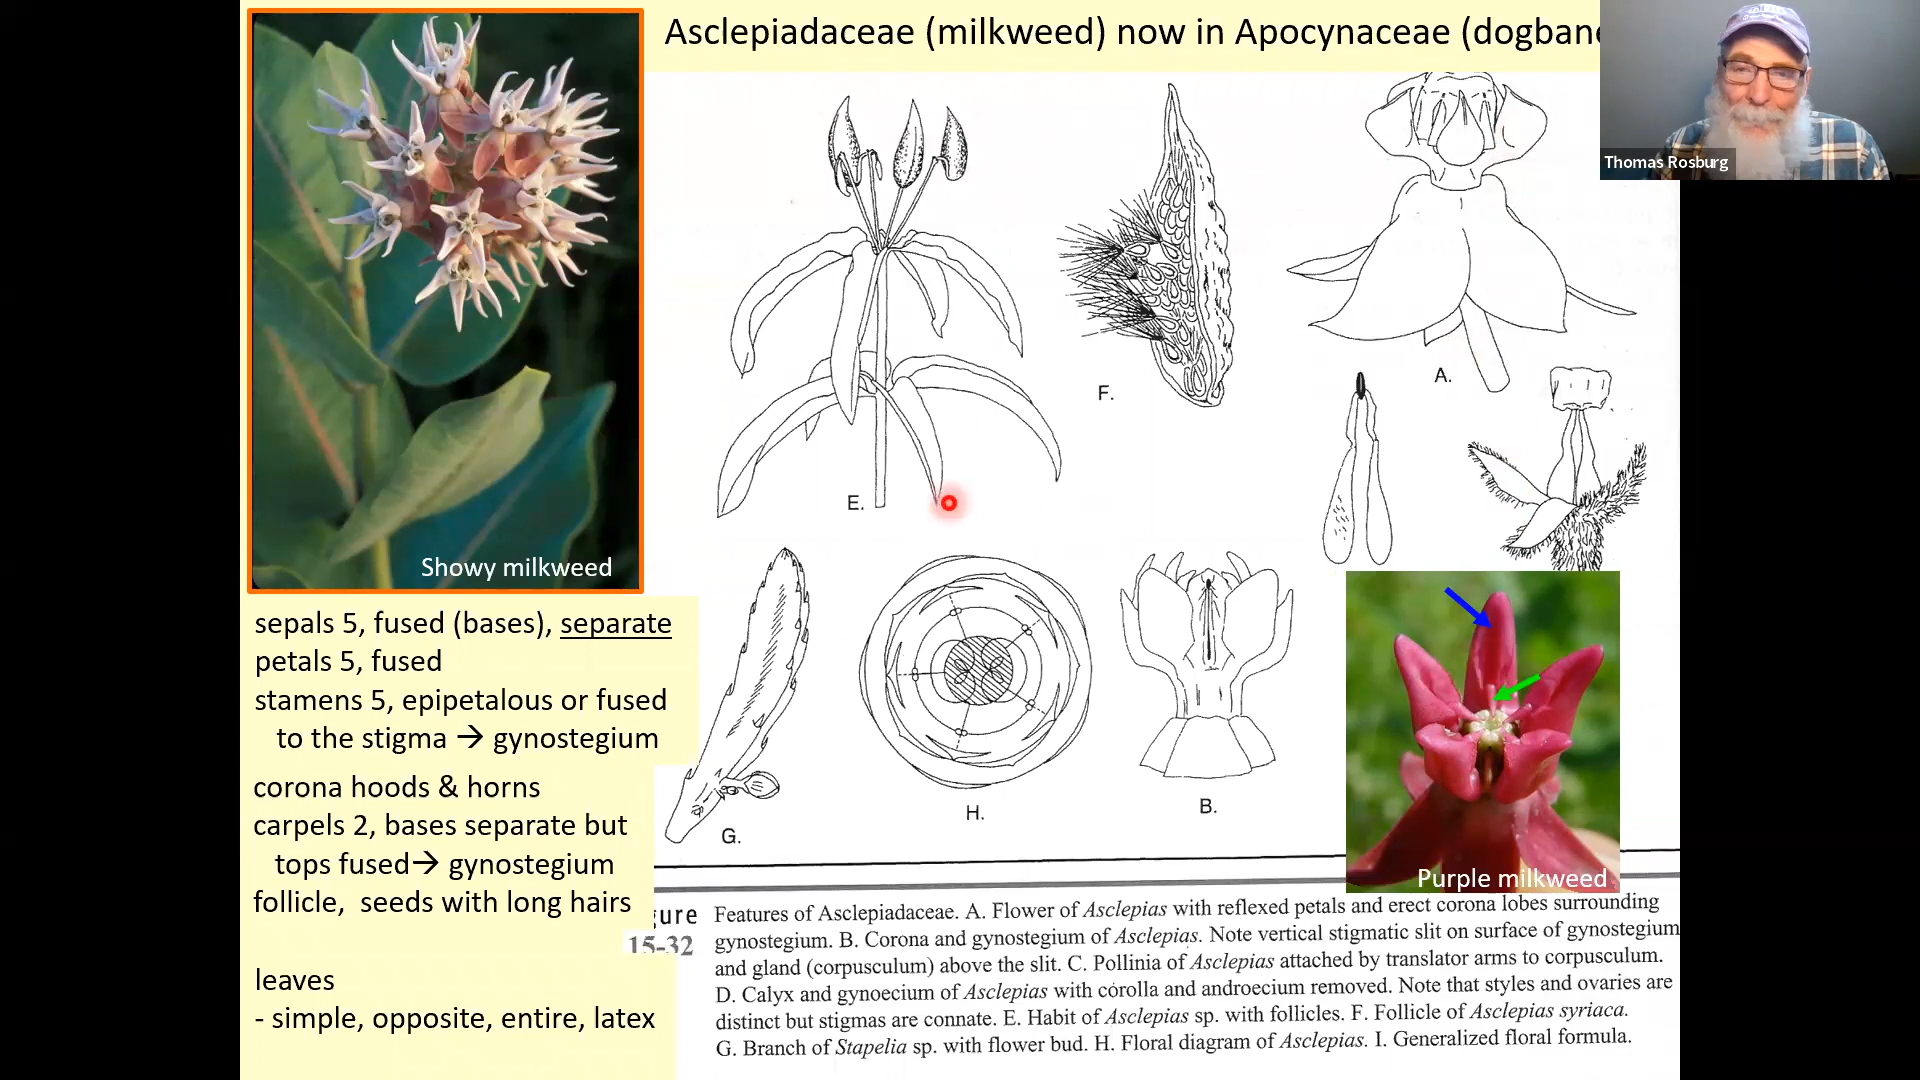 Asclepiadaceae (milkweed) now in Apocynaceae (dogbane
Thomas Rosburg
F.
A.
E.
Showy milkweed
sepals 5, fused (bases), separate
petals 5, fused
stamens 5, epipetalous or fused
to the stigma → gynostegium
corona hoods & horns
carpels 2, bases separate but
tops fused→ gynostegium
follicle, seeds with long hairs
leaves
- simple, opposite, entire, latex
G.
H.
B.
Purple milkweed
15-32
Features of Asclepiadaceae. A. Flower of Asclepias with reflexed petals and erect corona lobes surrounding
gynostegium. B. Corona and gynostegium of Asclepias. Note vertical stigmatic slit on surface of gynostegium
and gland (corpusculum) above the slit. C. Pollinia of Asclepias attached by translator arms to corpusculum.
D. Calyx and gynoecium of Asclepias with corolla and androecium removed. Note that styles and ovaries are
distinct but stigmas are connate. E. Habit of Asclepias sp. with follicles. F. Follicle of Asclepias syriaca.
G. Branch of Stapelia sp. with flower bud. H. Floral diagram of Asclepias. I. Generalized floral formula.